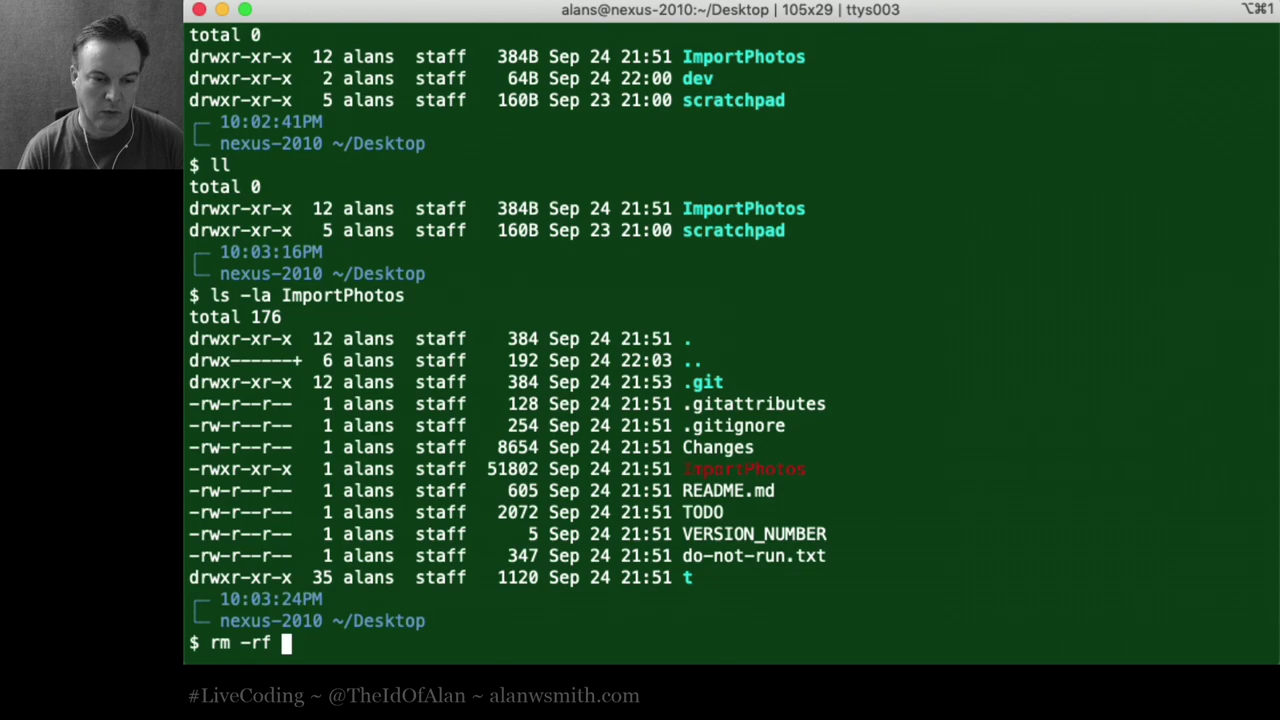 alans@nexus-2010:~/Desktop | 105x29 | ttys003
⌥⌘1
total 0
drwxr-xr-x  12 alans  staff   384B Sep 24 21:51 ImportPhotos
drwxr-xr-x   2 alans  staff    64B Sep 24 22:00 dev
drwxr-xr-x   5 alans  staff   160B Sep 23 21:00 scratchpad
10:02:41PM
nexus-2010 ~/Desktop
$ ll
total 0
drwxr-xr-x  12 alans  staff   384B Sep 24 21:51 ImportPhotos
drwxr-xr-x   5 alans  staff   160B Sep 23 21:00 scratchpad
10:03:16PM
nexus-2010 ~/Desktop
$ ls -la ImportPhotos
total 176
drwxr-xr-x  12 alans  staff    384 Sep 24 21:51 .
drwx------+  6 alans  staff    192 Sep 24 22:03 ..
drwxr-xr-x  12 alans  staff    384 Sep 24 21:53 .git
-rw-r--r--   1 alans  staff    128 Sep 24 21:51 .gitattributes
-rw-r--r--   1 alans  staff    254 Sep 24 21:51 .gitignore
-rw-r--r--   1 alans  staff   8654 Sep 24 21:51 Changes
-rwxr-xr-x   1 alans  staff  51802 Sep 24 21:51 ImportPhotos
-rw-r--r--   1 alans  staff    605 Sep 24 21:51 README.md
-rw-r--r--   1 alans  staff   2072 Sep 24 21:51 TODO
-rw-r--r--   1 alans  staff      5 Sep 24 21:51 VERSION_NUMBER
-rw-r--r--   1 alans  staff    347 Sep 24 21:51 do-not-run.txt
drwxr-xr-x  35 alans  staff   1120 Sep 24 21:51 t
10:03:24PM
nexus-2010 ~/Desktop
$ rm -rf
#LiveCoding ~ @TheIdOfAlan ~ alanwsmith.com